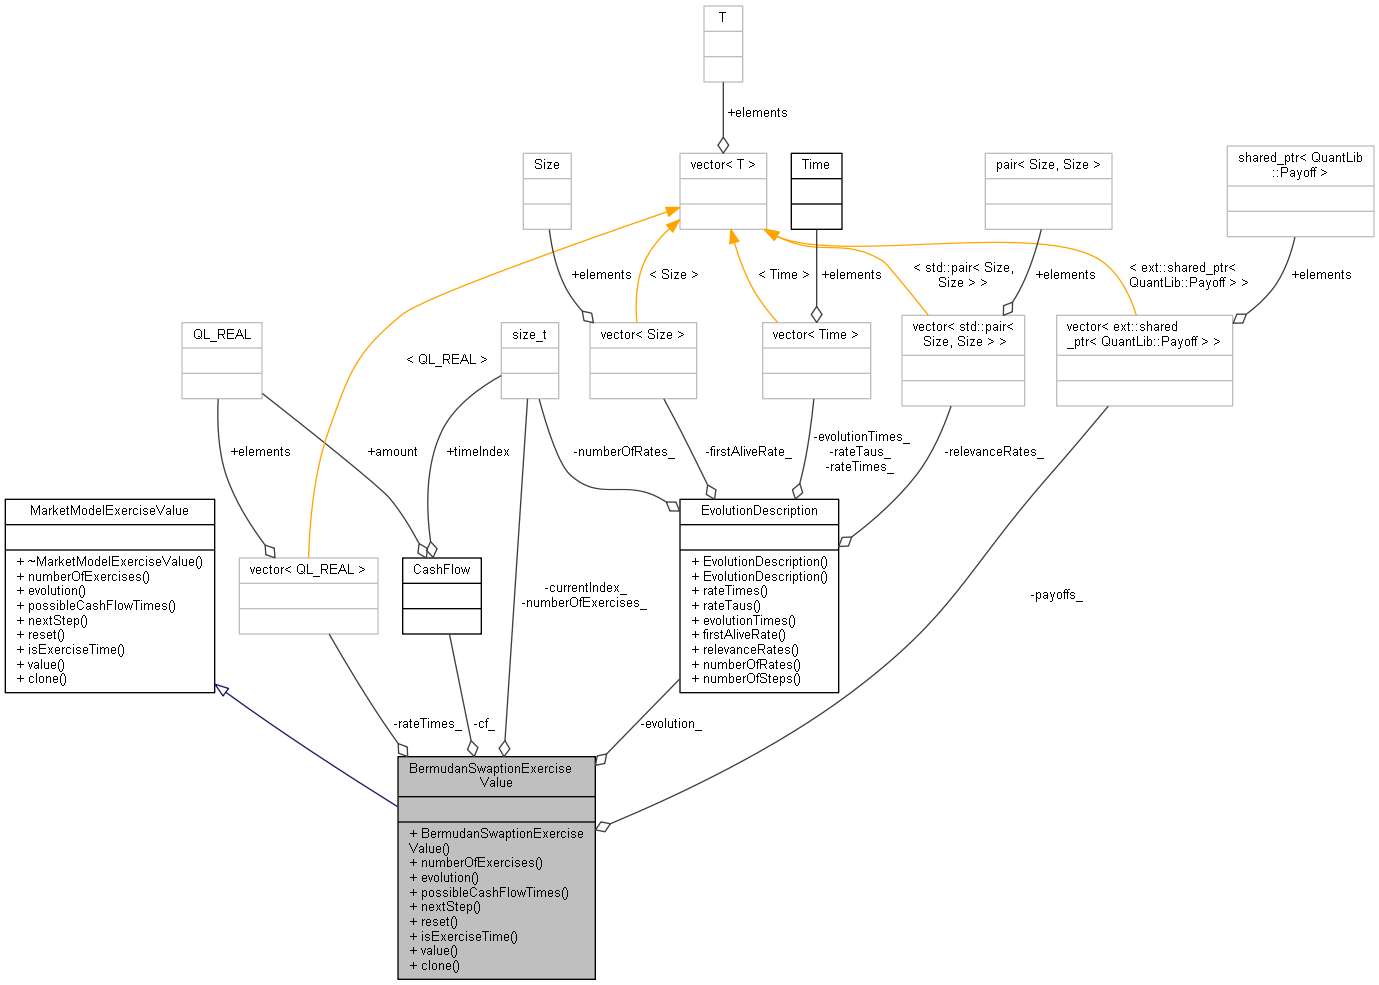 T
+elements
Size
vector< T >
Time
pair< Size, Size >
shared_ptr< QuantLib
::Payoff >
+elements
< Size >
< Time >
+elements
< std::pair< Size,
Size > >
+elements
< ext::shared_ptr<
QuantLib::Payoff > >
+elements
QL_REAL
< QL_REAL >
size_t
vector< Size >
vector< Time >
vector< std::pair<
Size, Size > >
vector< ext::shared
_ptr< QuantLib::Payoff > >
+elements
+amount
+timeIndex
-numberOfRates_
-firstAliveRate_
-evolutionTimes_
-rateTaus_
-rateTimes_
-relevanceRates_
MarketModelExerciseValue
+ ~MarketModelExerciseValue()
+ numberOfExercises()
+ evolution()
+ possibleCashFlowTimes()
+ nextStep()
+ reset()
+ isExerciseTime()
+ value()
+ clone()
vector< QL_REAL >
CashFlow
-currentIndex_
-numberOfExercises_
EvolutionDescription
+ EvolutionDescription()
+ EvolutionDescription()
+ rateTimes()
+ rateTaus()
+ evolutionTimes()
+ firstAliveRate()
+ relevanceRates()
+ numberOfRates()
+ numberOfSteps()
-payoffs_
-rateTimes_
-cf_
-evolution_
BermudanSwaptionExercise
Value
+ BermudanSwaptionExercise
Value()
+ numberOfExercises()
+ evolution()
+ possibleCashFlowTimes()
+ nextStep()
+ reset()
+ isExerciseTime()
+ value()
+ clone()